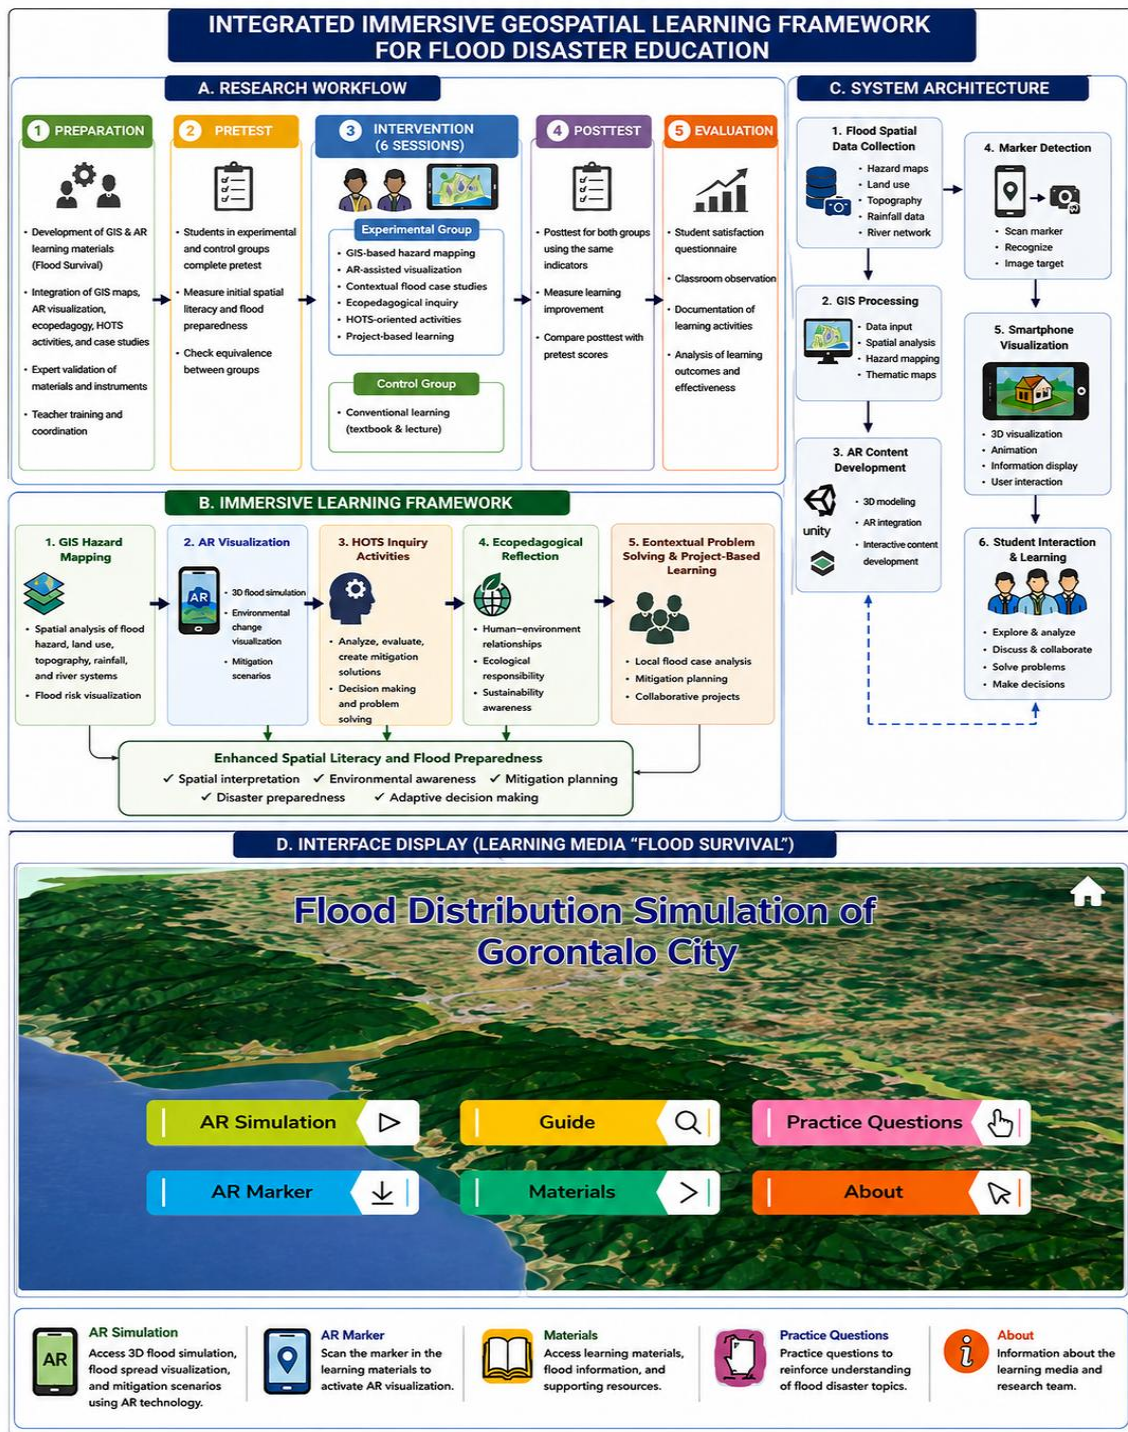 INTEGRATED IMMERSIVE GEOSPATIAL LEARNING FRAMEWORK
FOR FLOOD DISASTER EDUCATION
A. RESEARCH WORKFLOW
1 PREPARATION
• Development of GIS & AR
learning materials
(Flood Survival)
• Integration of GIS maps,
AR visualization,
ecopedagogy, HOTS
activities, and case studies
• Expert validation of
materials and instruments
• Teacher training and
coordination
2 PRETEST
• Students in experimental
and control groups
complete pretest
• Measure initial spatial
literacy and flood
preparedness
• Check equivalence
between groups
3 INTERVENTION
(6 SESSIONS)
Experimental Group
• GIS-based hazard mapping
• AR-assisted visualization
• Contextual flood case studies
• Ecopedagogical inquiry
• HOTS-oriented activities
• Project-based learning
Control Group
• Conventional learning
(textbook & lecture)
4 POSTTEST
• Posttest for both groups
using the same
indicators
• Measure learning
improvement
• Compare posttest with
pretest scores
5 EVALUATION
• Student satisfaction
questionnaire
• Classroom observation
• Documentation of
learning activities
• Analysis of learning
outcomes and
effectiveness
B. IMMERSIVE LEARNING FRAMEWORK
1. GIS Hazard
Mapping
• Spatial analysis of flood
hazard, land use,
topography, rainfall,
and river systems
• Flood risk visualization
2. AR Visualization
AR
• 3D flood simulation
• Environmental
change
visualization
• Mitigation
scenarios
3. HOTS Inquiry
Activities
• Analyze, evaluate,
create mitigation
solutions
• Decision making
and problem
solving
4. Ecopedagogical
Reflection
• Human–environment
relationships
• Ecological
responsibility
• Sustainability
awareness
5. Eontextual Problem
Solving & Project-Based
Learning
• Local flood case analysis
• Mitigation planning
• Collaborative projects
Enhanced Spatial Literacy and Flood Preparedness
✓ Spatial interpretation ✓ Environmental awareness ✓ Mitigation planning
✓ Disaster preparedness ✓ Adaptive decision making
C. SYSTEM ARCHITECTURE
1. Flood Spatial
Data Collection
• Hazard maps
• Land use
• Topography
• Rainfall data
• River network
2. GIS Processing
• Data input
• Spatial analysis
• Hazard mapping
• Thematic maps
3. AR Content
Development
unity
• 3D modeling
• AR integration
• Interactive content
development
4. Marker Detection
• Scan marker
• Recognize
• Image target
5. Smartphone
Visualization
• 3D visualization
• Animation
• Information display
• User interaction
6. Student Interaction
& Learning
• Explore & analyze
• Discuss & collaborate
• Solve problems
• Make decisions
D. INTERFACE DISPLAY (LEARNING MEDIA “FLOOD SURVIVAL”)
Flood Distribution Simulation of
Gorontalo City
AR Simulation
Guide
Practice Questions
AR Marker
Materials
About
AR
AR Simulation
Access 3D flood simulation,
flood spread visualization,
and mitigation scenarios
using AR technology.
AR Marker
Scan the marker in the
learning materials to
activate AR visualization.
Materials
Access learning materials,
flood information, and
supporting resources.
Practice Questions
Practice questions to
reinforce understanding
of flood disaster topics.
i
About
Information about the
learning media and
research team.